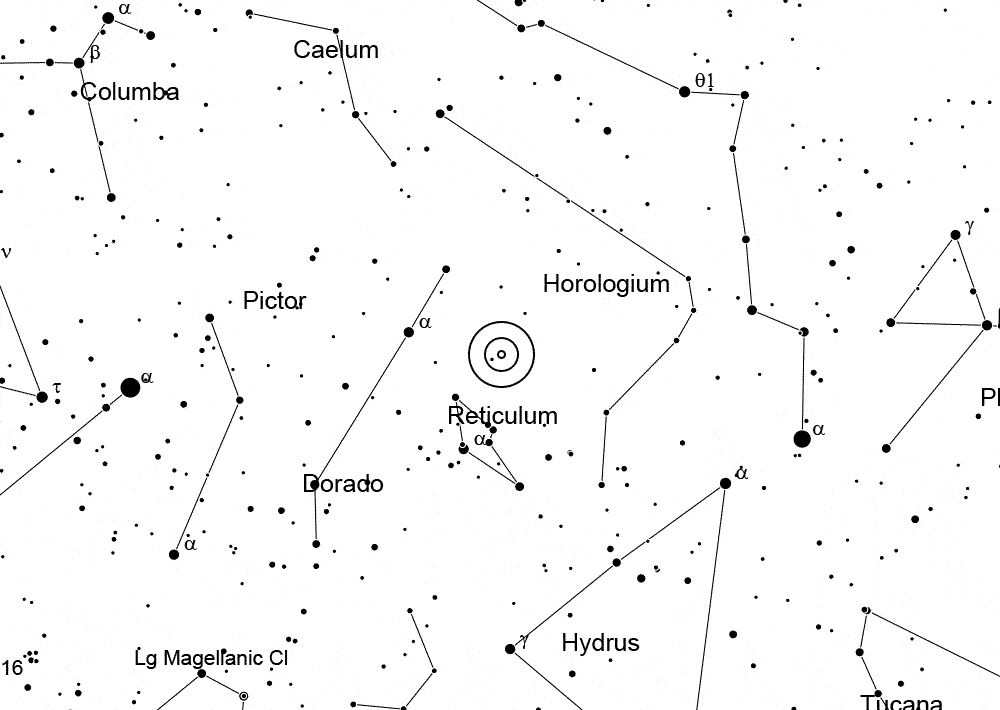 α
β
Columba
Caelum
θ1
γ
ν
Pictor
α
Horologium
τ
α
Reticulum
α
α
Dorado
α
α
γ
Hydrus
Lg Magellanic Cl
16
Tucana